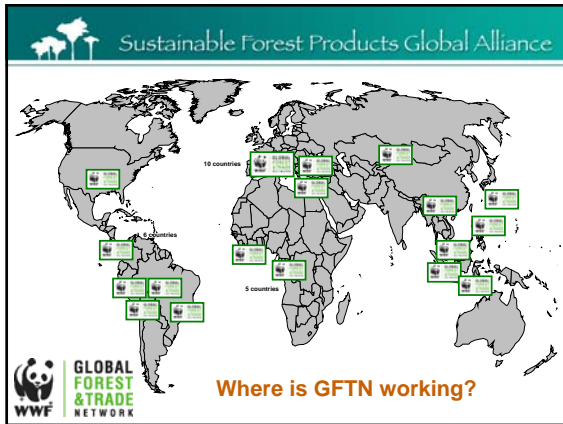 Sustainable Forest Products Global Alliance
10 countries
6 countries
5 countries
WWF
GLOBAL
FOREST
&TRADE
NETWORK
Where is GFTN working?